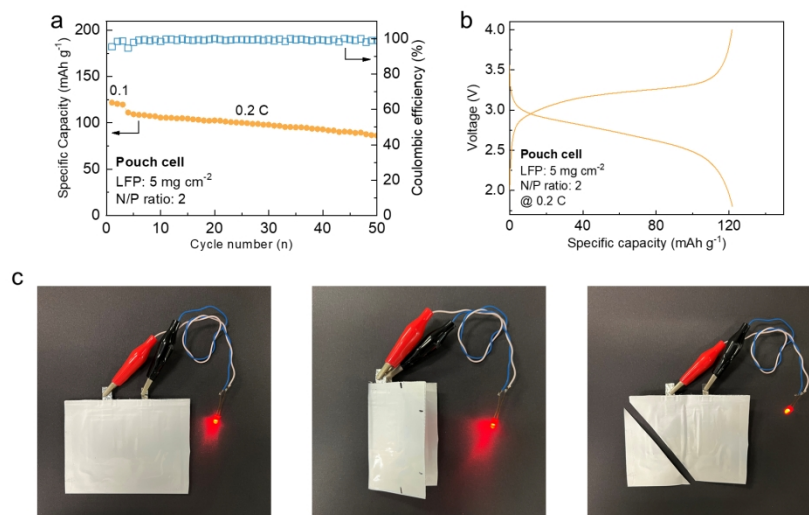 a
250
200
150
100
50
0
0.1
0.2 C
Pouch cell
LFP: 5 mg cm⁻²
N/P ratio: 2
0 10 20 30 40 50
Cycle number (n)
Specific Capacity (mAh g⁻¹)
100
80
60
40
20
0
Coulombic efficiency (%)
b
4.0
3.5
3.0
2.5
2.0
Voltage (V)
Pouch cell
LFP: 5 mg cm⁻²
N/P ratio: 2
@ 0.2 C
0 40 80 120
Specific capacity (mAh g⁻¹)
c